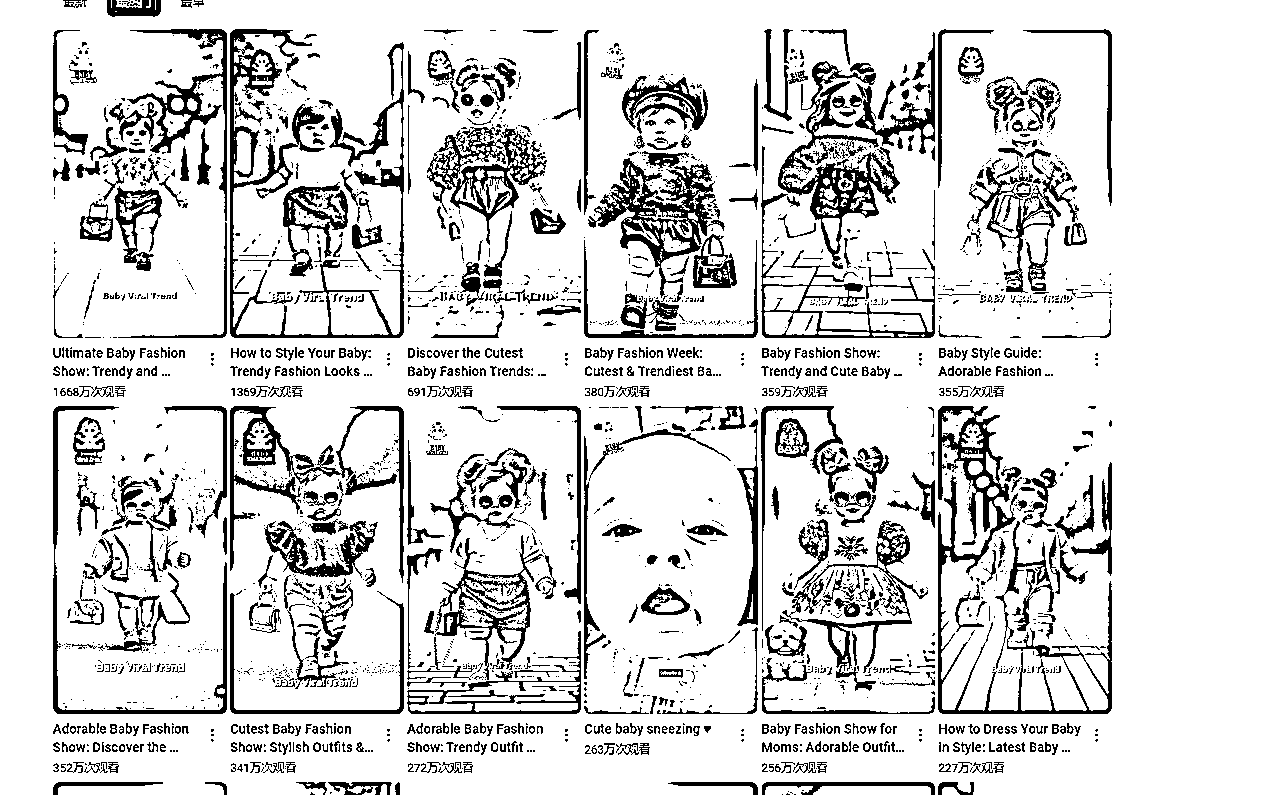 最新 最热门 最早
BABY
Baby Viral Trend
Baby Viral Trend
BABY VIRAL TREND
Baby Viral Trend
BABY VIRAL TREND
BABY VIRAL TREND
Ultimate Baby Fashion
Show: Trendy and ...
1668万次观看
How to Style Your Baby:
Trendy Fashion Looks ...
1369万次观看
Discover the Cutest
Baby Fashion Trends: ...
691万次观看
Baby Fashion Week:
Cutest & Trendiest Ba...
380万次观看
Baby Fashion Show:
Trendy and Cute Baby ...
359万次观看
Baby Style Guide:
Adorable Fashion ...
355万次观看
Baby Viral Trend
Baby Viral Trend
Baby Viral Trend
Baby Viral Trend
Baby Viral Trend
Adorable Baby Fashion
Show: Discover the ...
352万次观看
Cutest Baby Fashion
Show: Stylish Outfits &...
341万次观看
Adorable Baby Fashion
Show: Trendy Outfit ...
272万次观看
Cute baby sneezing ♥
263万次观看
Baby Fashion Show for
Moms: Adorable Outfit...
256万次观看
How to Dress Your Baby
in Style: Latest Baby ...
227万次观看